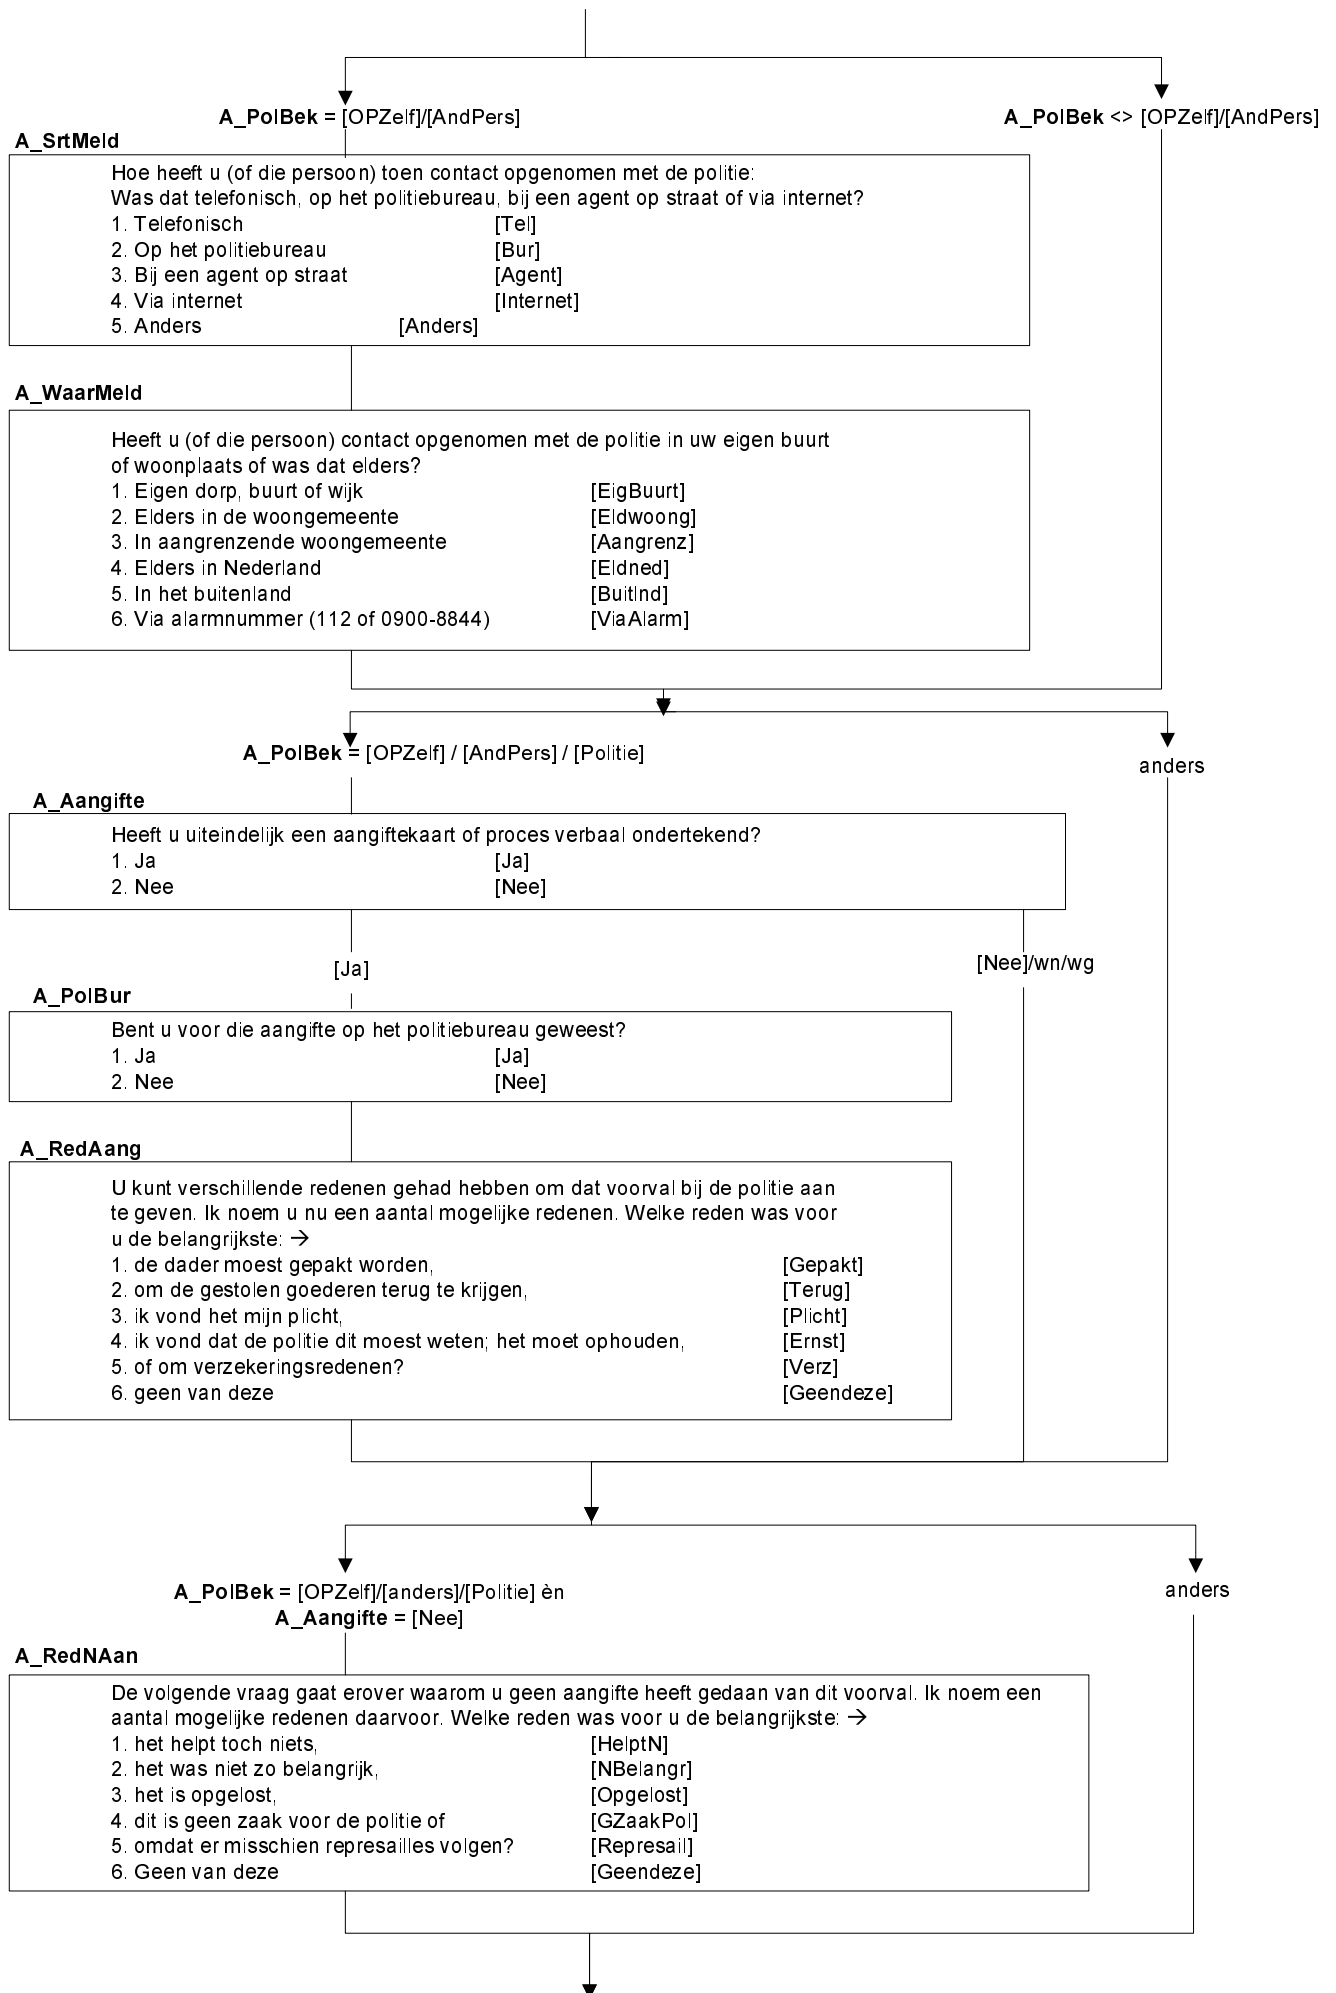 A_PolBek = [OPZelf]/[AndPers]
A_PolBek <> [OPZelf]/[AndPers]
A_SrtMeld
Hoe heeft u (of die persoon) toen contact opgenomen met de politie:
Was dat telefonisch, op het politiebureau, bij een agent op straat of via internet?
1. Telefonisch [Tel]
2. Op het politiebureau [Bur]
3. Bij een agent op straat [Agent]
4. Via internet [Internet]
5. Anders [Anders]
A_WaarMeld
Heeft u (of die persoon) contact opgenomen met de politie in uw eigen buurt
of woonplaats of was dat elders?
1. Eigen dorp, buurt of wijk [EigBuurt]
2. Elders in de woongemeente [Eldwoong]
3. In aangrenzende woongemeente [Aangrenz]
4. Elders in Nederland [Eldned]
5. In het buitenland [Buitlnd]
6. Via alarmnummer (112 of 0900-8844) [ViaAlarm]
A_PolBek = [OPZelf] / [AndPers] / [Politie]
anders
A_Aangifte
Heeft u uiteindelijk een aangiftekaart of proces verbaal ondertekend?
1. Ja [Ja]
2. Nee [Nee]
[Ja]
[Nee]/wn/wg
A_PolBur
Bent u voor die aangifte op het politiebureau geweest?
1. Ja [Ja]
2. Nee [Nee]
A_RedAang
U kunt verschillende redenen gehad hebben om dat voorval bij de politie aan
te geven. Ik noem u nu een aantal mogelijke redenen. Welke reden was voor
u de belangrijkste: →
1. de dader moest gepakt worden, [Gepakt]
2. om de gestolen goederen terug te krijgen, [Terug]
3. ik vond het mijn plicht, [Plicht]
4. ik vond dat de politie dit moest weten; het moet ophouden, [Ernst]
5. of om verzekeringsredenen? [Verz]
6. geen van deze [Geendeze]
A_PolBek = [OPZelf]/[anders]/[Politie] èn
A_Aangifte = [Nee]
anders
A_RedNAan
De volgende vraag gaat erover waarom u geen aangifte heeft gedaan van dit voorval. Ik noem een
aantal mogelijke redenen daarvoor. Welke reden was voor u de belangrijkste: →
1. het helpt toch niets, [HelptN]
2. het was niet zo belangrijk, [NBelangr]
3. het is opgelost, [Opgelost]
4. dit is geen zaak voor de politie of [GZaakPol]
5. omdat er misschien represailles volgen? [Represail]
6. Geen van deze [Geendeze]